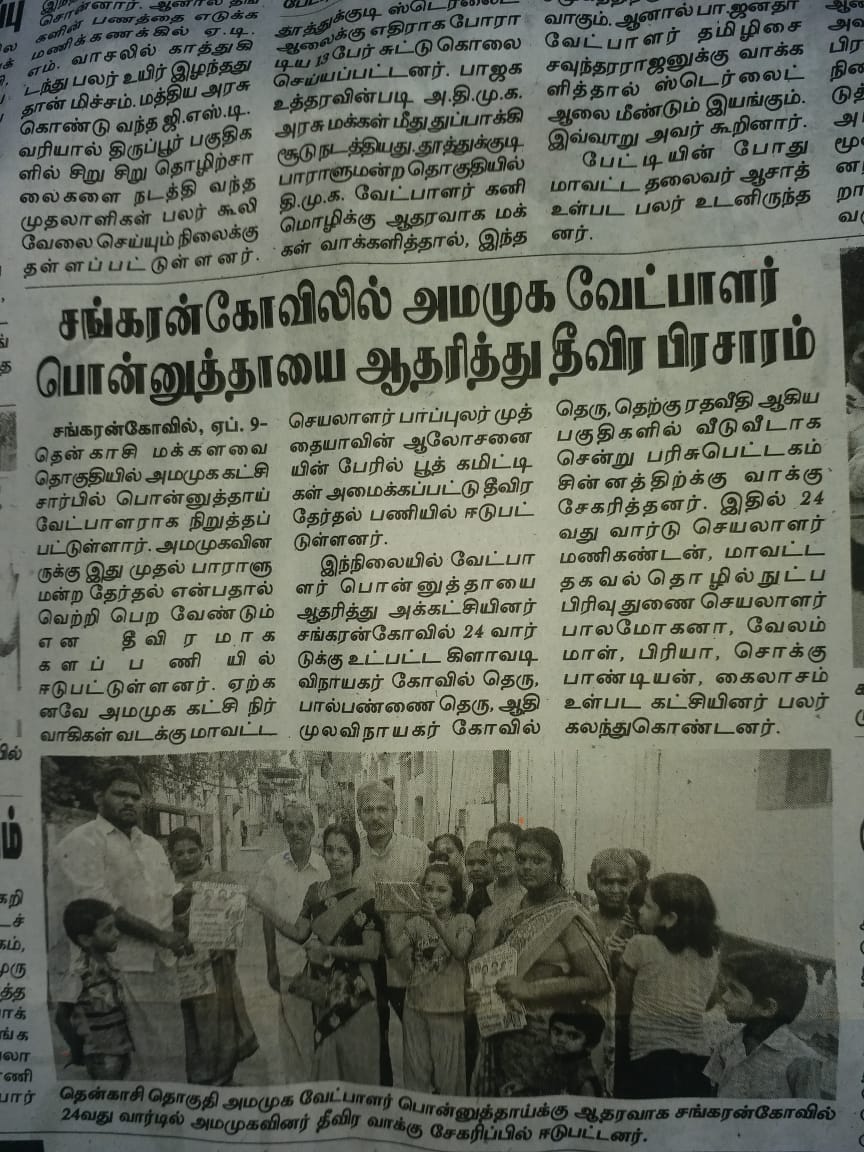 களின் பணத்தை எடுக்க
மணிக்கணக்கில் ஏ.டி.
எம். வாசலில் காத்துகி
டந்து பலர் உயிர் இழந்தது
தான் மிச்சம். மத்திய அரசு
கொண்டு வந்த ஜி.எஸ்.டி.
வரியால் திருப்பூர் பகுதிக
ளில் சிறு சிறு தொழிற்சா
லைகளை நடத்தி வந்த
முதலாளிகள் பலர் கூலி
வேலை செய்யும் நிலைக்கு
தள்ளப்பட்டுள்ளனர்.
தூத்துக்குடி ஸ்டெர்லைட்
ஆலைக்கு எதிராக போரா
டிய 13 பேர் சுட்டு கொலை
செய்யப்பட்டனர். பாஜக
உத்தரவின்படி அ.தி.மு.க.
அரசு மக்கள் மீது துப்பாக்கி
சூடு நடத்தியது. தூத்துக்குடி
பாராளுமன்ற தொகுதியில்
தி.மு.க. வேட்பாளர் கனி
மொழிக்கு ஆதரவாக மக்
கள் வாக்களித்தால், இந்த
வாகும். ஆனால் பா.ஜனதா
வேட்பாளர் தமிழிசை
சவுந்தரராஜனுக்கு வாக்க
ளித்தால் ஸ்டெர்லைட்
ஆலை மீண்டும் இயங்கும்.
இவ்வாறு அவர் கூறினார்.
பேட்டியின் போது
மாவட்ட தலைவர் ஆசாத்
உள்பட பலர் உடனிருந்த
னர்.
சங்கரன்கோவிலில் அமமுக வேட்பாளர்
பொன்னுத்தாயை ஆதரித்து தீவிர பிரசாரம்
சங்கரன்கோவில், ஏப். 9-
தென்காசி மக்களவை
தொகுதியில் அமமுக கட்சி
சார்பில் பொன்னுத்தாய்
வேட்பாளராக நிறுத்தப்
பட்டுள்ளார். அமமுகவின
ருக்கு இது முதல் பாராளு
மன்ற தேர்தல் என்பதால்
வெற்றி பெற வேண்டும்
என தீவிரமாக
களப்பணியில்
ஈடுபட்டுள்ளனர். ஏற்க
னவே அமமுக கட்சி நிர்
வாகிகள் வடக்கு மாவட்ட
செயலாளர் பாப்புலர் முத்
தையாவின் ஆலோசனை
யின் பேரில் பூத் கமிட்டி
கள் அமைக்கப்பட்டு தீவிர
தேர்தல் பணியில் ஈடுபட்
டுள்ளனர்.
இந்நிலையில் வேட்பா
ளர் பொன்னுத்தாயை
ஆதரித்து அக்கட்சியினர்
சங்கரன்கோவில் 24 வார்
டுக்கு உட்பட்ட கிளாவடி
விநாயகர் கோவில் தெரு,
பால்பண்ணை தெரு, ஆதி
முலவிநாயகர் கோவில்
தெரு, தெற்கு ரதவீதி ஆகிய
பகுதிகளில் வீடுவீடாக
சென்று பரிசுபெட்டகம்
சின்னத்திற்க்கு வாக்கு
சேகரித்தனர். இதில் 24
வது வார்டு செயலாளர்
மணிகண்டன், மாவட்ட
தகவல்தொழில்நுட்ப
பிரிவு துணை செயலாளர்
பாலமோகனா, வேலம்
மாள், பிரியா, சொக்கு
பாண்டியன், கைலாசம்
உள்பட கட்சியினர் பலர்
கலந்துகொண்டனர்.
தென்காசி தொகுதி அமமுக வேட்பாளர் பொன்னுத்தாய்க்கு ஆதரவாக சங்கரன்கோவில்
24வது வார்டில் அமமுகவினர் தீவிர வாக்கு சேகரிப்பில் ஈடுபட்டனர்.